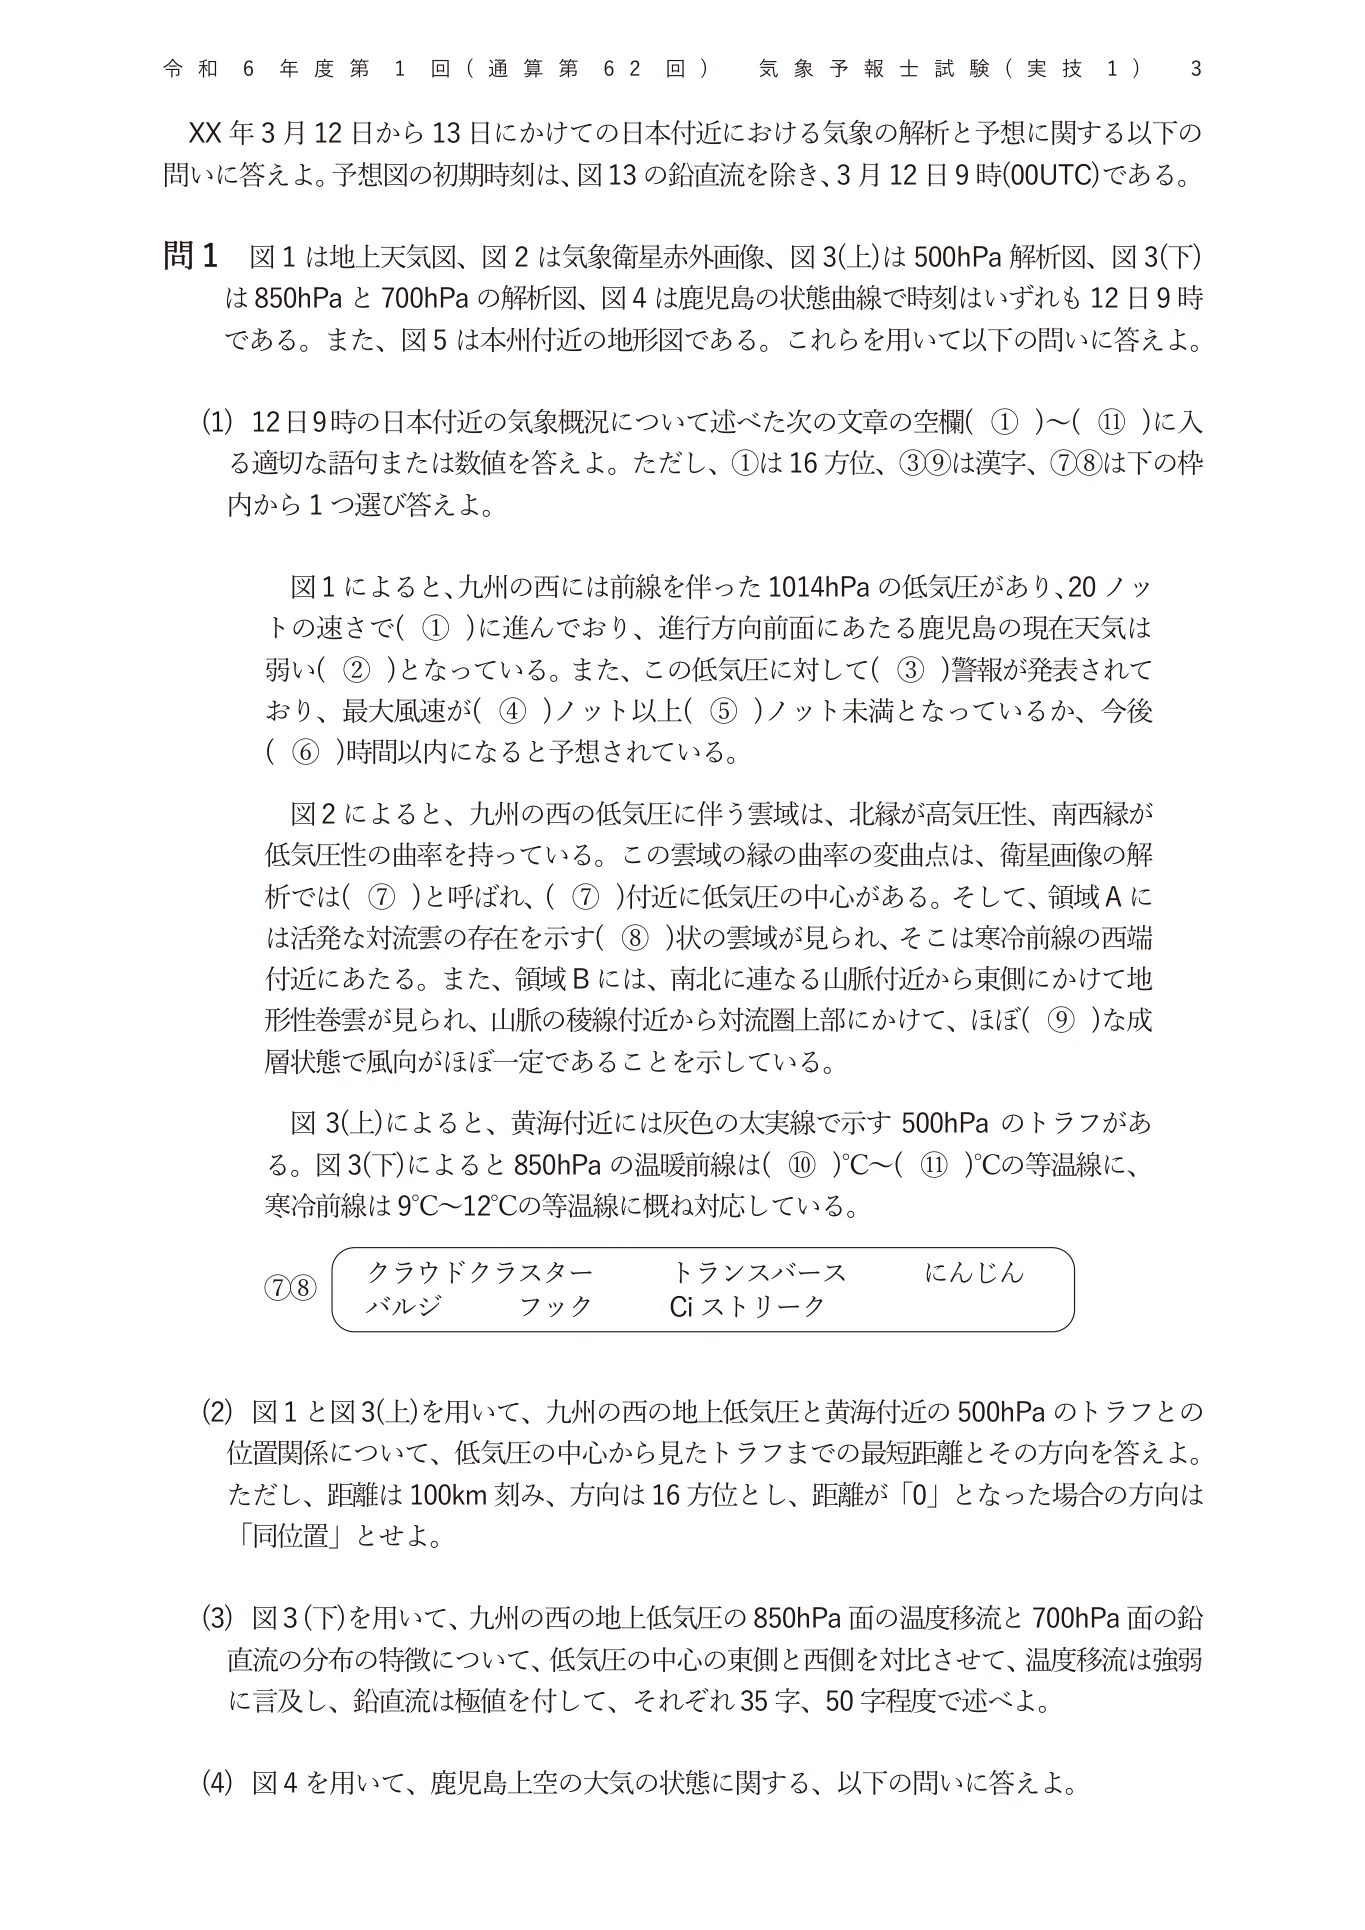 令和6年度第1回(通算第62回) 気象予報士試験(実技1) 3
XX 年 3 月 12 日から 13 日にかけての日本付近における気象の解析と予想に関する以下の
問いに答えよ。予想図の初期時刻は、図 13 の鉛直流を除き、3 月 12 日 9 時(00UTC)である。
問1 図 1 は地上天気図、図 2 は気象衛星赤外画像、図 3(上)は 500hPa 解析図、図 3(下)
は 850hPa と 700hPa の解析図、図 4 は鹿児島の状態曲線で時刻はいずれも 12 日 9 時
である。また、図 5 は本州付近の地形図である。これらを用いて以下の問いに答えよ。
(1) 12日9時の日本付近の気象概況について述べた次の文章の空欄( ① )～( ⑪ )に入
る適切な語句または数値を答えよ。ただし、①は 16 方位、③⑨は漢字、⑦⑧は下の枠
内から 1 つ選び答えよ。
図 1 によると、九州の西には前線を伴った 1014hPa の低気圧があり、20 ノッ
トの速さで( ① )に進んでおり、進行方向前面にあたる鹿児島の現在天気は
弱い( ② )となっている。また、この低気圧に対して( ③ )警報が発表されて
おり、最大風速が( ④ )ノット以上( ⑤ )ノット未満となっているか、今後
( ⑥ )時間以内になると予想されている。
図 2 によると、九州の西の低気圧に伴う雲域は、北縁が高気圧性、南西縁が
低気圧性の曲率を持っている。この雲域の縁の曲率の変曲点は、衛星画像の解
析では( ⑦ )と呼ばれ、( ⑦ )付近に低気圧の中心がある。そして、領域 A に
は活発な対流雲の存在を示す( ⑧ )状の雲域が見られ、そこは寒冷前線の西端
付近にあたる。また、領域 B には、南北に連なる山脈付近から東側にかけて地
形性巻雲が見られ、山脈の稜線付近から対流圏上部にかけて、ほぼ( ⑨ )な成
層状態で風向がほぼ一定であることを示している。
図 3(上)によると、黄海付近には灰色の太実線で示す 500hPa のトラフがあ
る。図 3(下)によると 850hPa の温暖前線は( ⑩ )℃～( ⑪ )℃の等温線に、
寒冷前線は 9℃～12℃の等温線に概ね対応している。
⑦⑧ クラウドクラスター トランスバース にんじん
バルジ フック Ci ストリーク
(2) 図 1 と図 3(上)を用いて、九州の西の地上低気圧と黄海付近の 500hPa のトラフとの
位置関係について、低気圧の中心から見たトラフまでの最短距離とその方向を答えよ。
ただし、距離は 100km 刻み、方向は 16 方位とし、距離が「0」となった場合の方向は
「同位置」とせよ。
(3) 図 3 (下)を用いて、九州の西の地上低気圧の 850hPa 面の温度移流と 700hPa 面の鉛
直流の分布の特徴について、低気圧の中心の東側と西側を対比させて、温度移流は強弱
に言及し、鉛直流は極値を付して、それぞれ 35 字、50 字程度で述べよ。
(4) 図 4 を用いて、鹿児島上空の大気の状態に関する、以下の問いに答えよ。